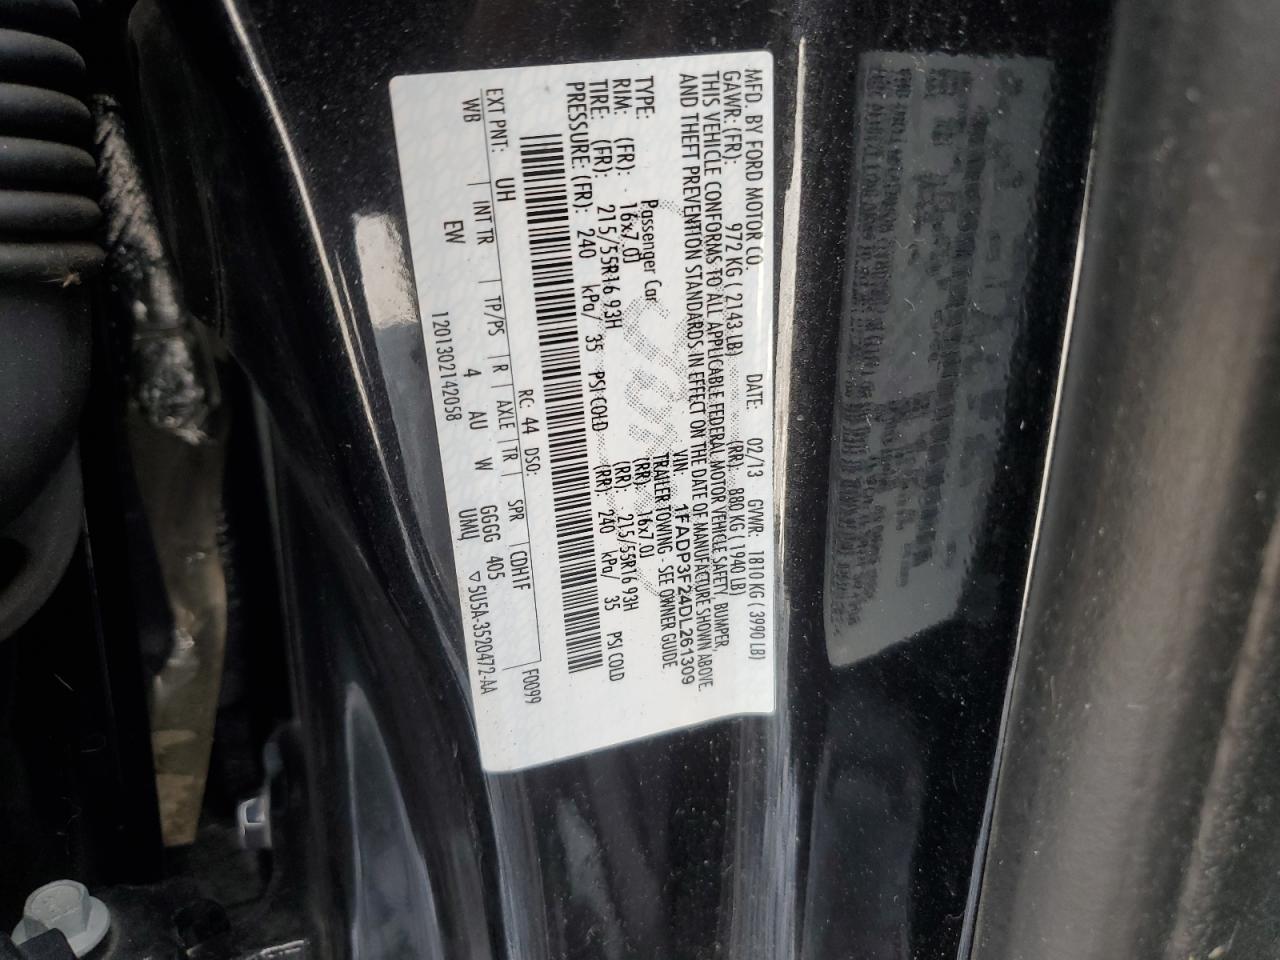 MFD. BY FORD MOTOR CO.
DATE: 02/13 GVWR: 1810 KG ( 3990 LB)
GAWR: (FR): 972 KG ( 2143 LB) (RR): 880 KG ( 1940 LB)
THIS VEHICLE CONFORMS TO ALL APPLICABLE FEDERAL MOTOR VEHICLE SAFETY, BUMPER,
AND THEFT PREVENTION STANDARDS IN EFFECT ON THE DATE OF MANUFACTURE SHOWN ABOVE.
VIN: 1FADP3F24DL261309
TYPE: Passenger Car TRAILER TOWING - SEE OWNER GUIDE
RIM: (FR): 16x7.0J (RR): 16x7.0J
TIRE: (FR): 215/55R16 93H (RR): 215/55R16 93H
PRESSURE: (FR): 240 kPa/ 35 PSI COLD (RR): 240 kPa/ 35 PSI COLD
F0099
EXT PNT: UH RC: 44 DSO:
WB INT TR TP/PS R AXLE TR SPR CDH1F
EW 4 AU W GGGG 405
1201302142058 UMQ ▽5U5A-3520472-AA